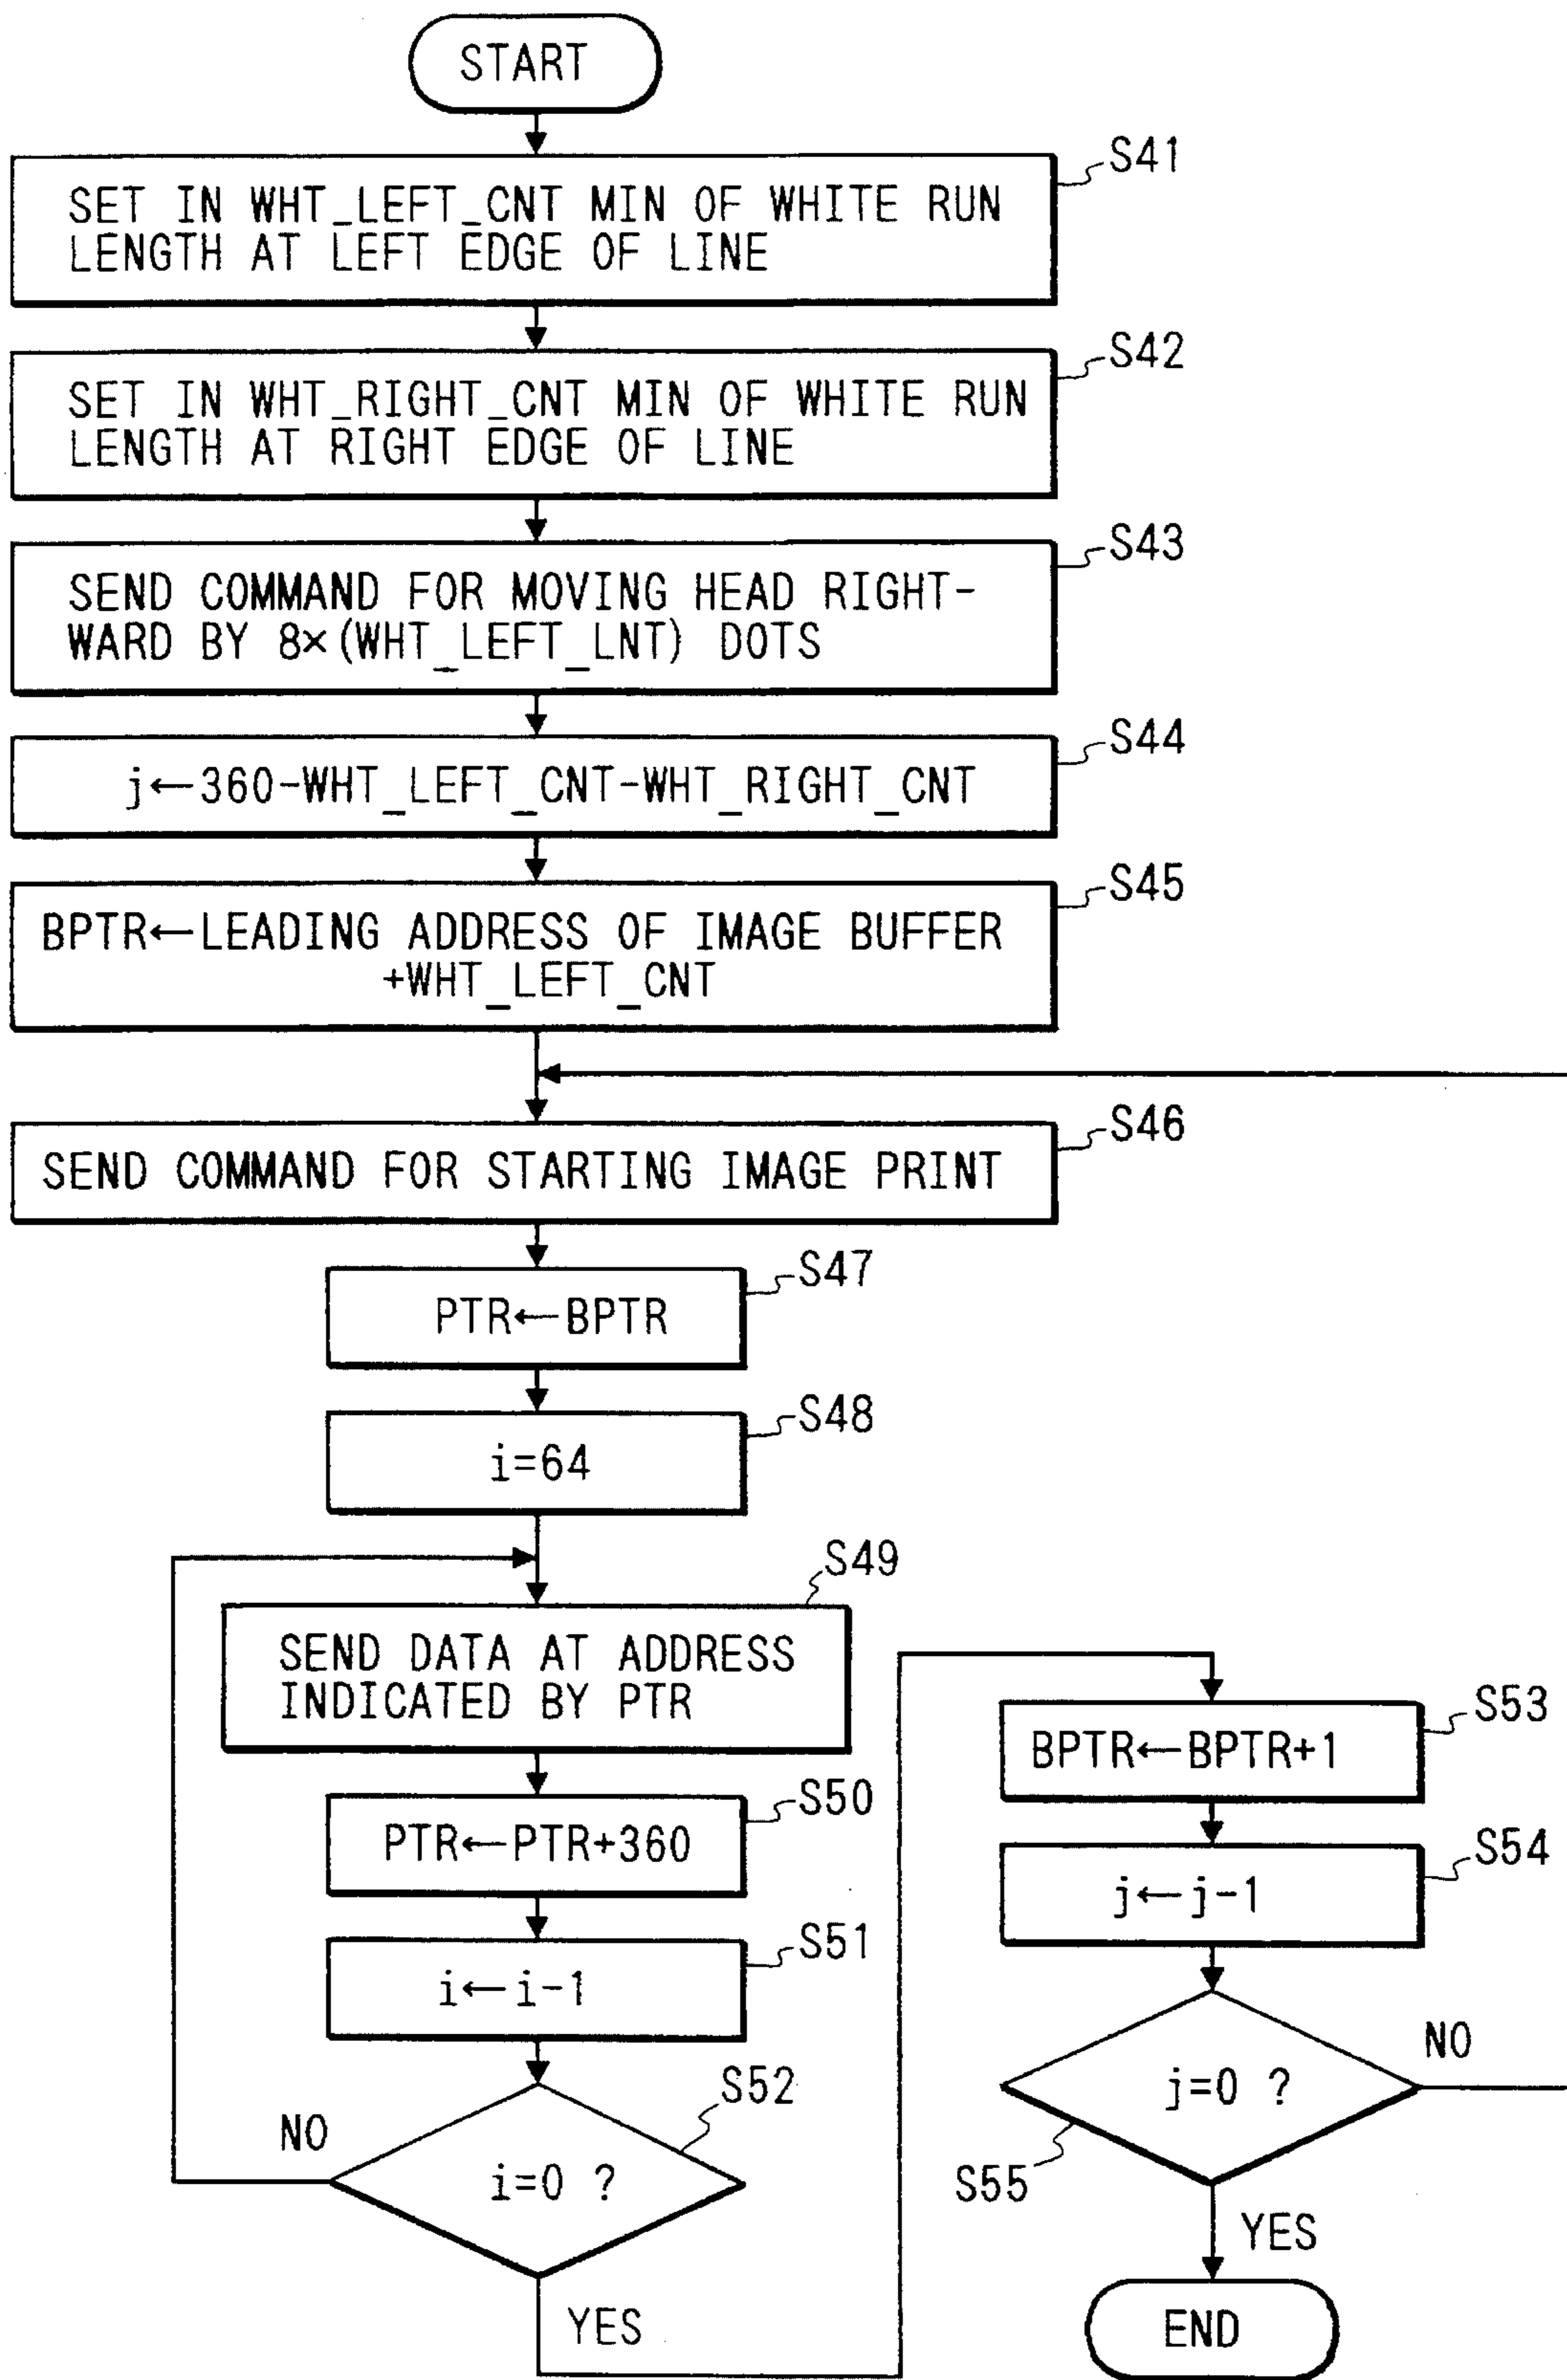 START
S41
SET IN WHT_LEFT_CNT MIN OF WHITE RUN
LENGTH AT LEFT EDGE OF LINE
S42
SET IN WHT_RIGHT_CNT MIN OF WHITE RUN
LENGTH AT RIGHT EDGE OF LINE
S43
SEND COMMAND FOR MOVING HEAD RIGHT-
WARD BY 8×(WHT_LEFT_LNT) DOTS
S44
j←360-WHT_LEFT_CNT-WHT_RIGHT_CNT
S45
BPTR←LEADING ADDRESS OF IMAGE BUFFER
+WHT_LEFT_CNT
S46
SEND COMMAND FOR STARTING IMAGE PRINT
S47
PTR←BPTR
S48
i=64
S49
SEND DATA AT ADDRESS
INDICATED BY PTR
S50
PTR←PTR+360
S51
i←i-1
S52
i=0 ?
NO
YES
S53
BPTR←BPTR+1
S54
j←j-1
S55
j=0 ?
NO
YES
END